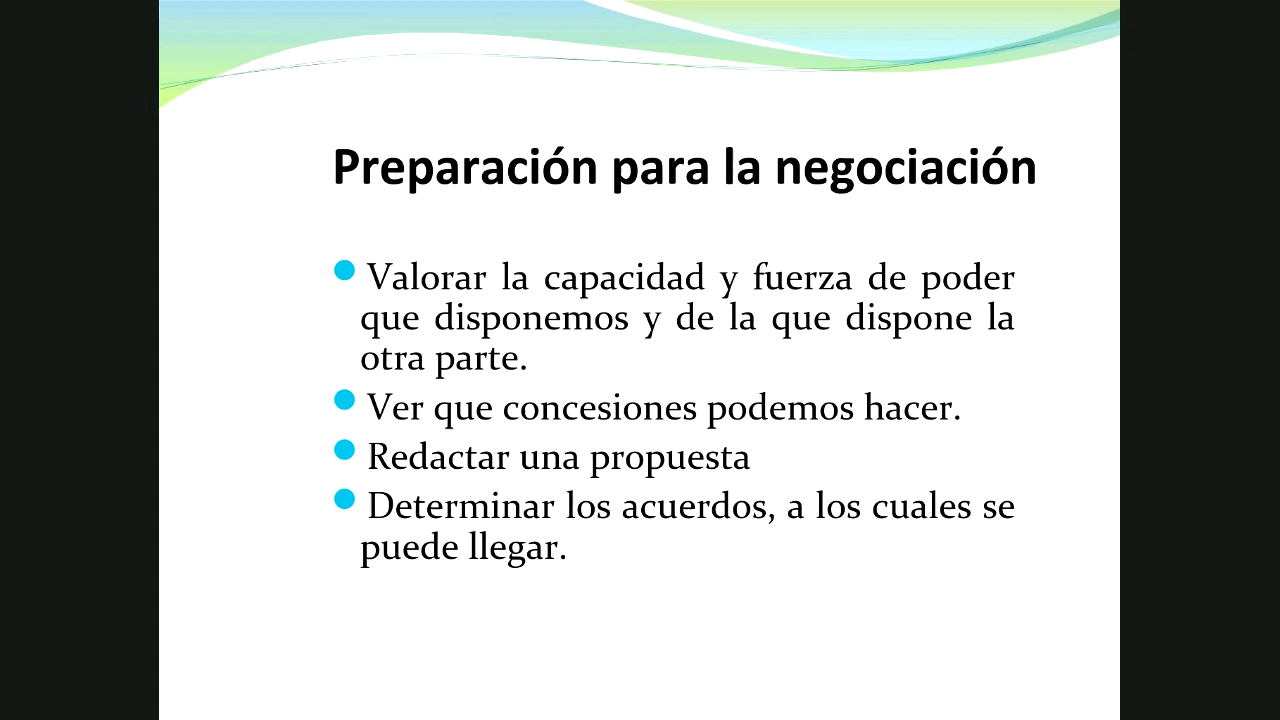 Preparación para la negociación
Valorar la capacidad y fuerza de poder
que disponemos y de la que dispone la
otra parte.
Ver que concesiones podemos hacer.
Redactar una propuesta
Determinar los acuerdos, a los cuales se
puede llegar.